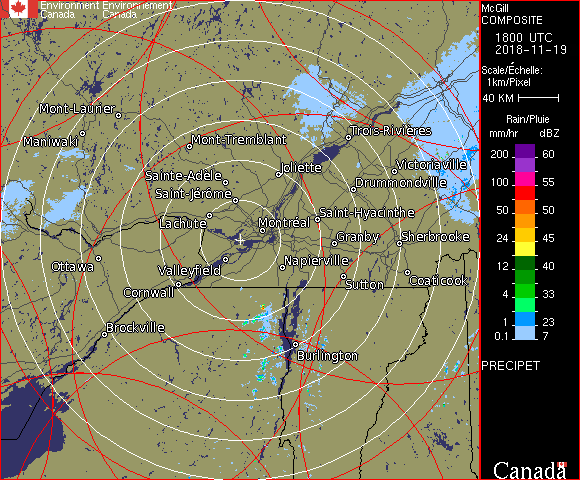 Environment Environnement
Canada Canada
McGill
COMPOSITE
1800 UTC
2018-11-19
Scale/Échelle:
1km/Pixel
40 KM
Rain/Pluie
mm/hr dBZ
200 60
55
100 55
50 50
24 45
12 40
4 33
1 23
0.1 7
PRECIPET
Canada
Mont-Laurier
Maniwaki
Mont-Tremblant
Trois-Rivières
Sainte-Adèle
Joliette
Victoriaville
Saint-Jérôme
Drummondville
Lachute
Saint-Hyacinthe
Montréal
Granby
Sherbrooke
Ottawa
Valleyfield
Napierville
Cornwall
Sutton
Coaticook
Brockville
Burlington